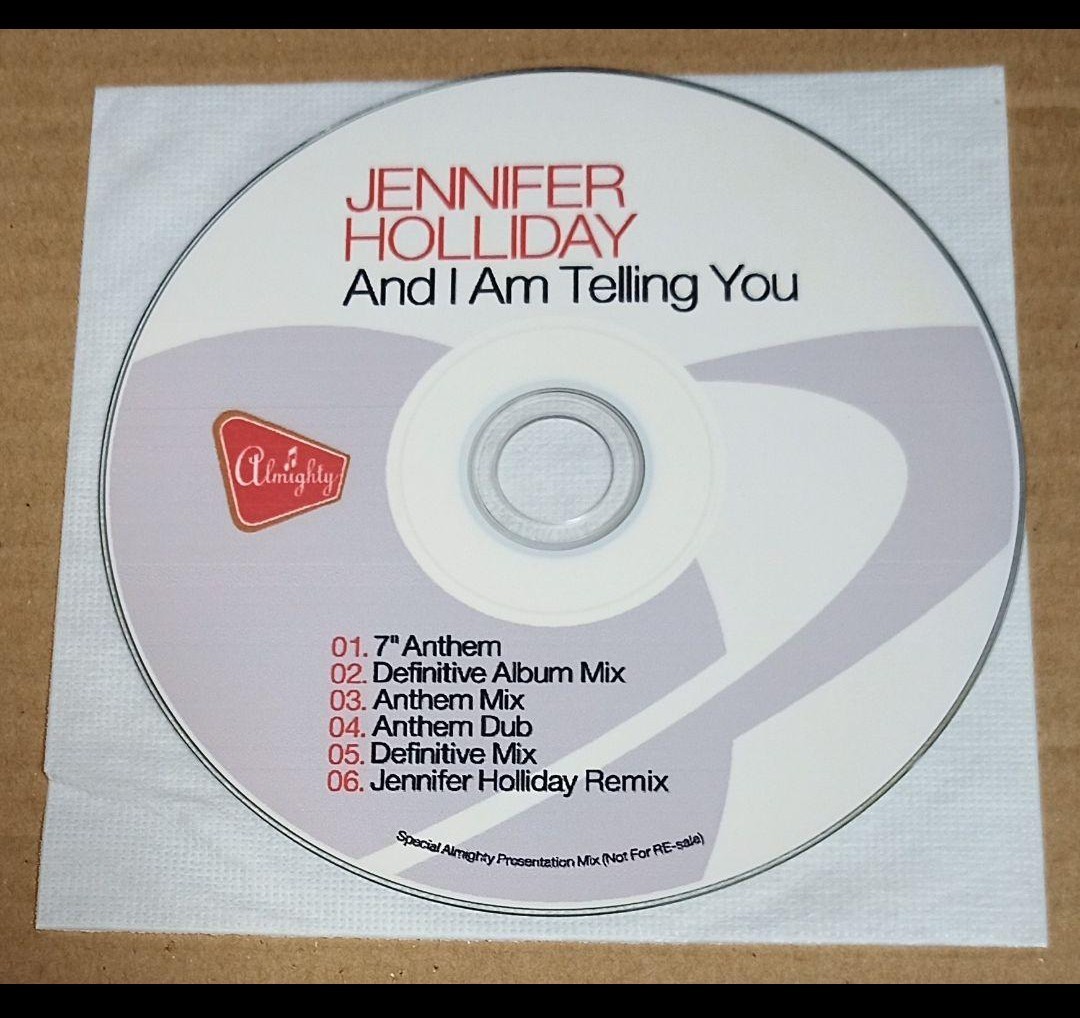 JENNIFER
HOLLIDAY
And I Am Telling You
Almighty
01. 7" Anthem
02. Definitive Album Mix
03. Anthem Mix
04. Anthem Dub
05. Definitive Mix
06. Jennifer Holliday Remix
Special Almighty Presentation Mix (Not For RE-sale)